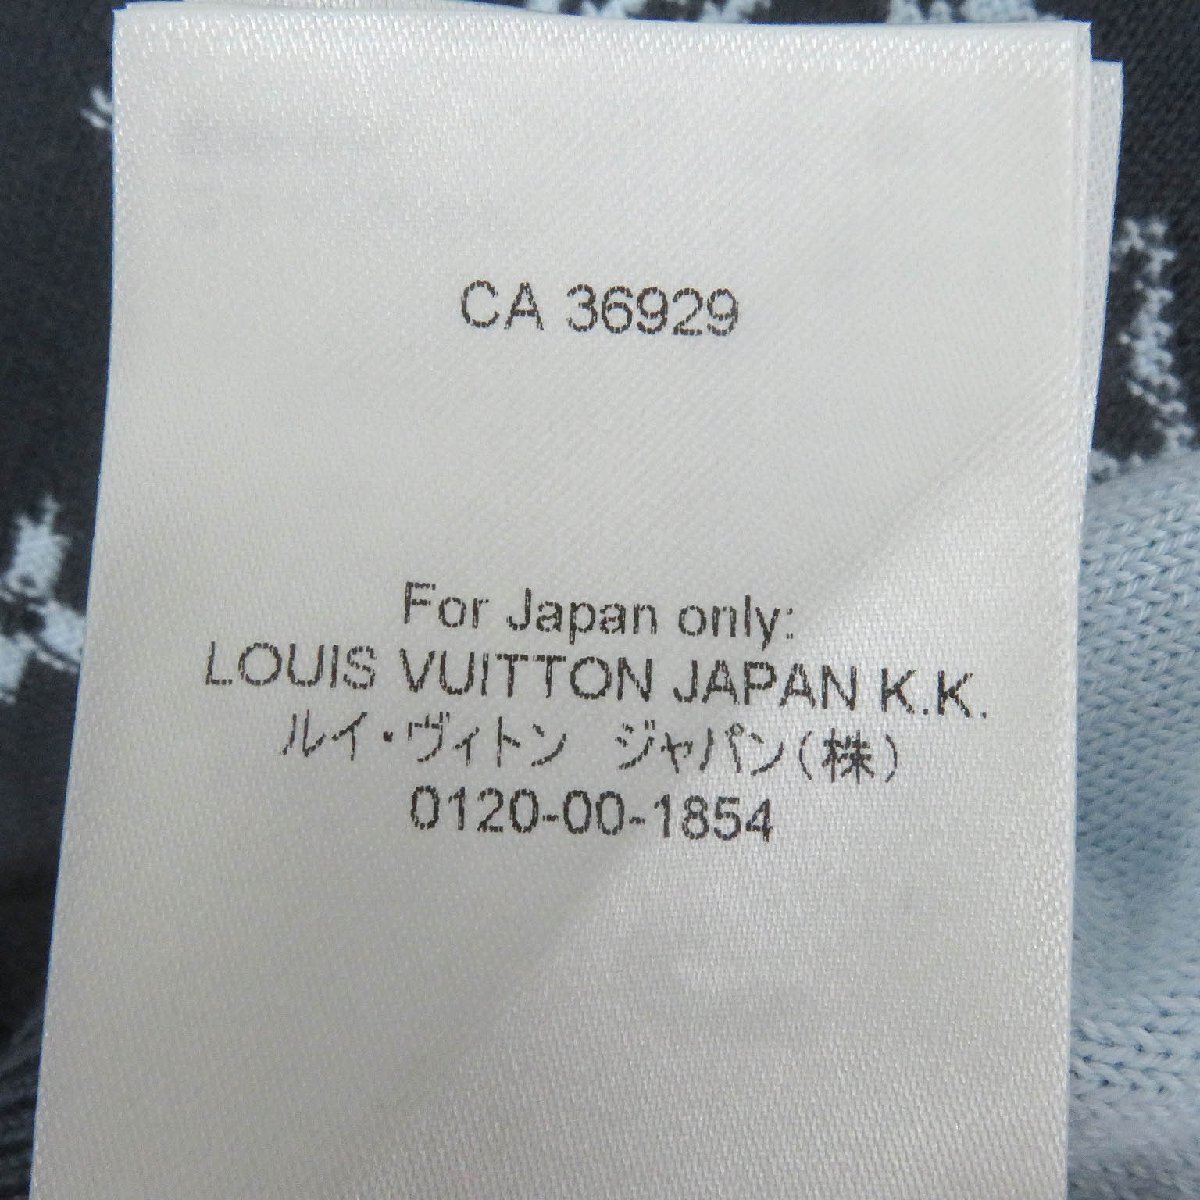 CA 36929
For Japan only:
LOUIS VUITTON JAPAN K.K.
ルイ・ヴィトン　ジャパン(株)
0120-00-1854